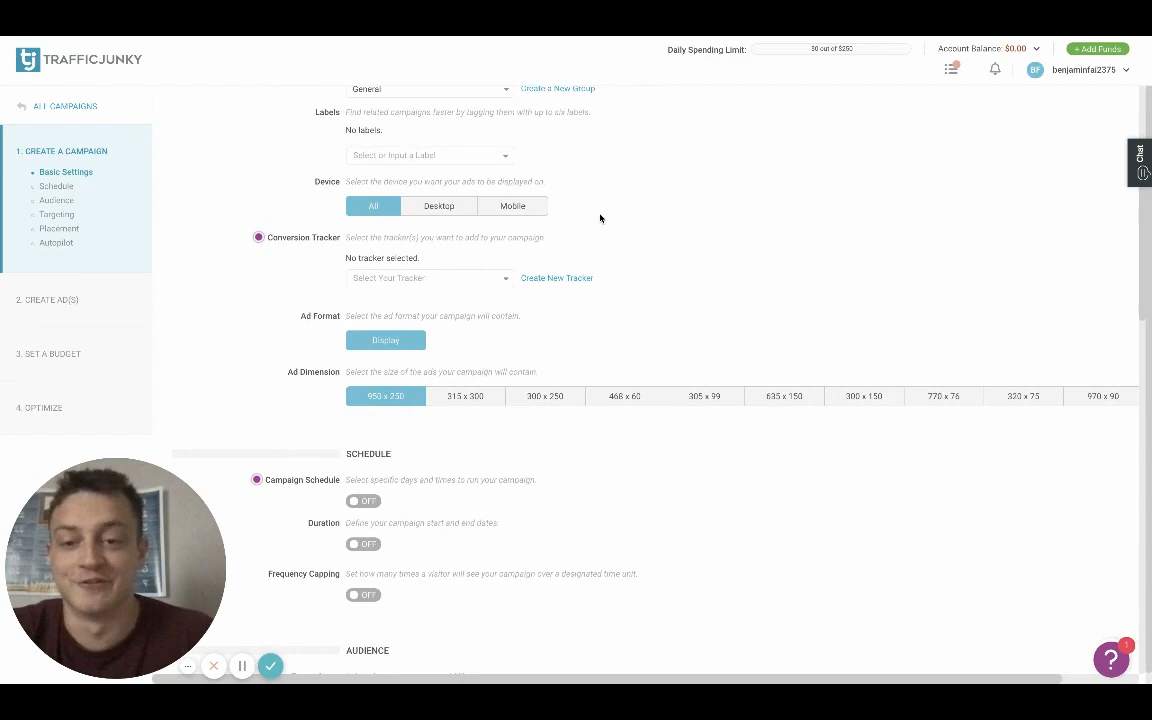 tj TRAFFICJUNKY
Daily Spending Limit: $0 out of $250 Account Balance: $0.00 + Add Funds
BF benjaminfai2375
ALL CAMPAIGNS
1. CREATE A CAMPAIGN
Basic Settings
Schedule
Audience
Targeting
Placement
Autopilot
2. CREATE AD(S)
3. SET A BUDGET
4. OPTIMIZE
General Create a New Group
Labels Find related campaigns faster by tagging them with up to six labels.
No labels.
Select or Input a Label
Device Select the device you want your ads to be displayed on.
All Desktop Mobile
Conversion Tracker Select the tracker(s) you want to add to your campaign.
No tracker selected.
Select Your Tracker Create New Tracker
Ad Format Select the ad format your campaign will contain.
Display
Ad Dimension Select the size of the ads your campaign will contain.
950 x 250 315 x 300 300 x 250 468 x 60 305 x 99 635 x 150 300 x 150 770 x 76 320 x 75 970 x 90
SCHEDULE
Campaign Schedule Select specific days and times to run your campaign.
OFF
Duration Define your campaign start and end dates.
OFF
Frequency Capping Set how many times a visitor will see your campaign over a designated time unit.
OFF
AUDIENCE
Chat
? 1